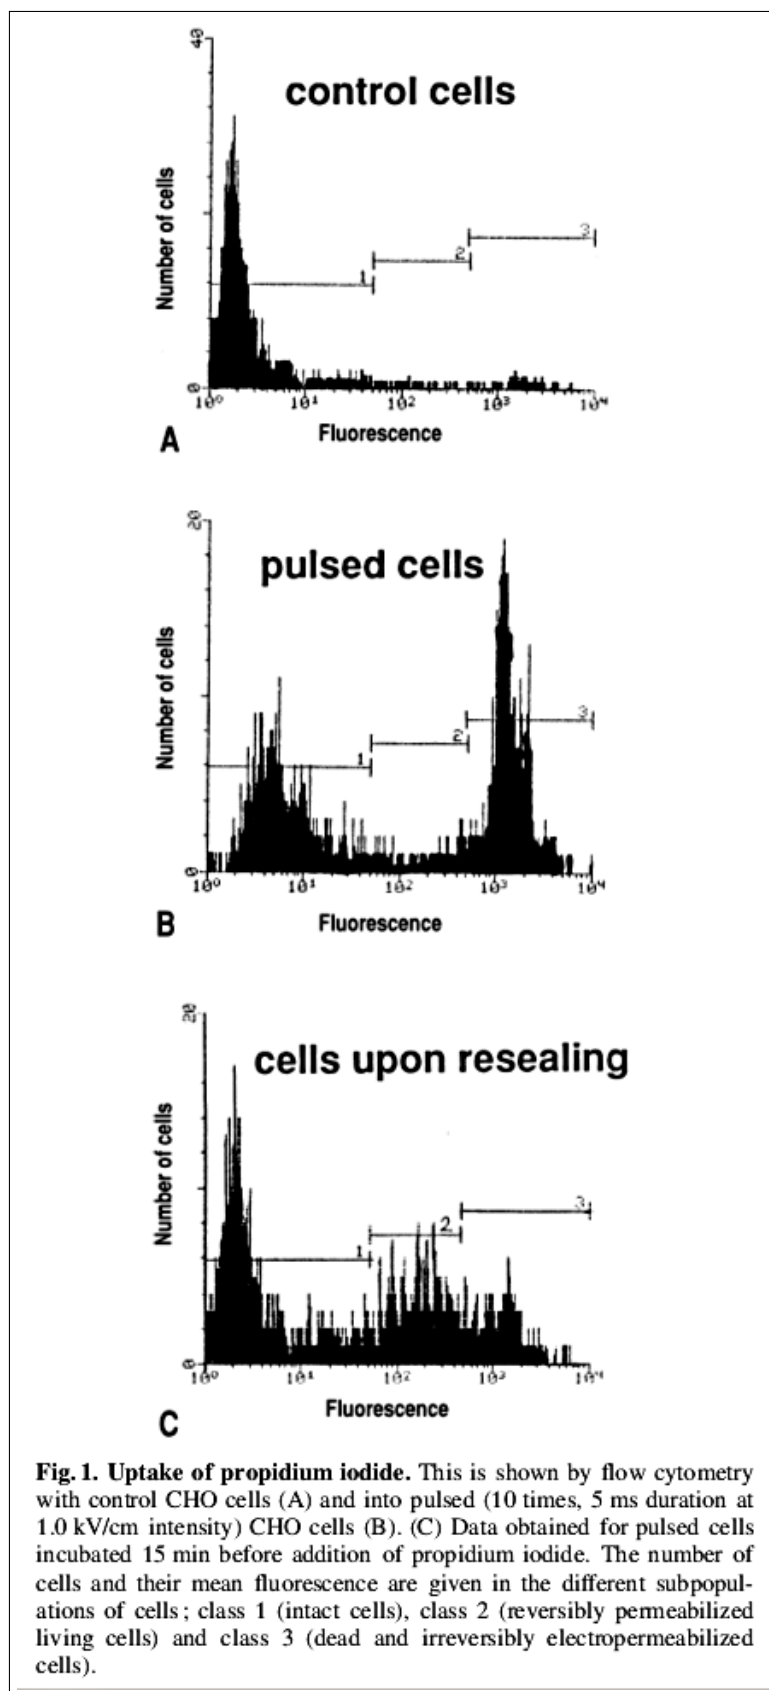 40
control cells
Number of cells
3
2
1
0
10⁰ 10¹ 10² 10³ 10⁴
A
Fluorescence
20
pulsed cells
Number of cells
3
2
1
0
10⁰ 10¹ 10² 10³ 10⁴
B
Fluorescence
20
cells upon resealing
Number of cells
3
2
1
0
10⁰ 10¹ 10² 10³ 10⁴
Fluorescence
C
Fig. 1. Uptake of propidium iodide. This is shown by flow cytometry
with control CHO cells (A) and into pulsed (10 times, 5 ms duration at
1.0 kV/cm intensity) CHO cells (B). (C) Data obtained for pulsed cells
incubated 15 min before addition of propidium iodide. The number of
cells and their mean fluorescence are given in the different subpopul-
ations of cells; class 1 (intact cells), class 2 (reversibly permeabilized
living cells) and class 3 (dead and irreversibly electropermeabilized
cells).